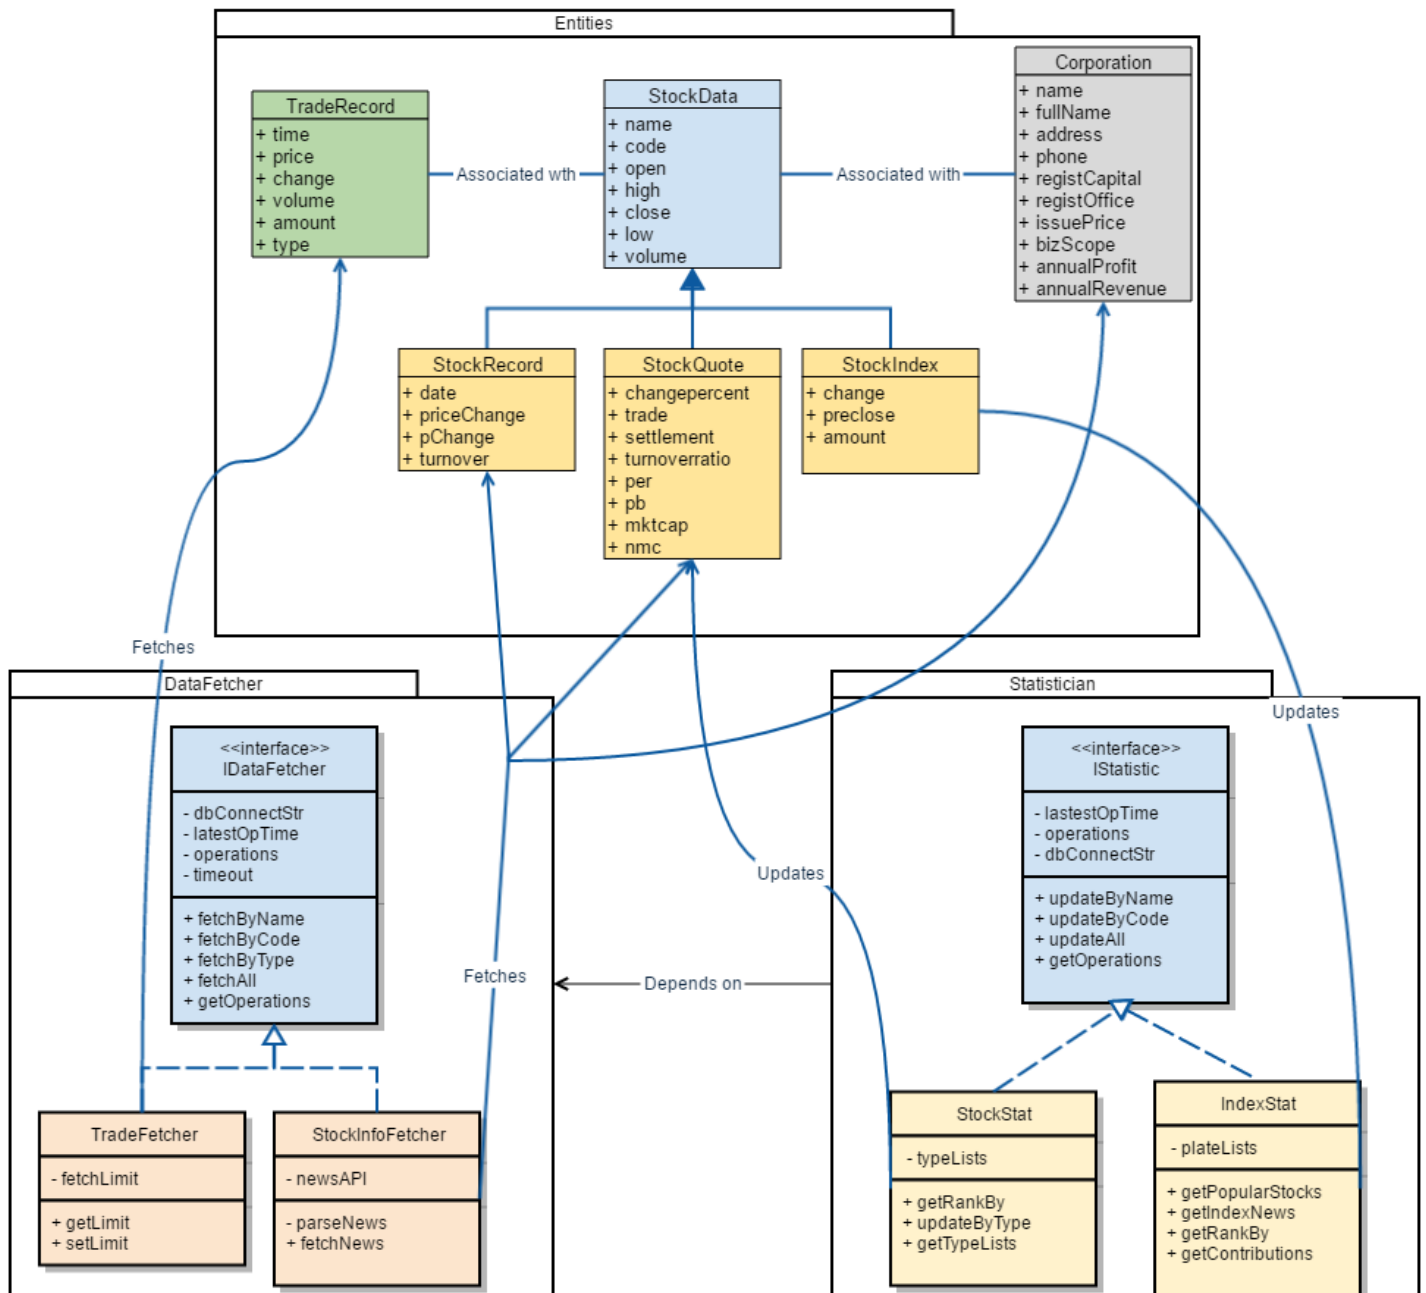 Entities
TradeRecord
+ time
+ price
+ change
+ volume
+ amount
+ type
Associated wth
StockData
+ name
+ code
+ open
+ high
+ close
+ low
+ volume
Associated with
Corporation
+ name
+ fullName
+ address
+ phone
+ registCapital
+ registOffice
+ issuePrice
+ bizScope
+ annualProfit
+ annualRevenue
StockRecord
+ date
+ priceChange
+ pChange
+ turnover
StockQuote
+ changepercent
+ trade
+ settlement
+ turnoverratio
+ per
+ pb
+ mktcap
+ nmc
StockIndex
+ change
+ preclose
+ amount
Fetches
DataFetcher
<<interface>>
IDataFetcher
- dbConnectStr
- latestOpTime
- operations
- timeout
+ fetchByName
+ fetchByCode
+ fetchByType
+ fetchAll
+ getOperations
TradeFetcher
- fetchLimit
+ getLimit
+ setLimit
StockInfoFetcher
- newsAPI
- parseNews
+ fetchNews
Fetches
Depends on
Updates
Statistician
Updates
<<interface>>
IStatistic
- lastestOpTime
- operations
- dbConnectStr
+ updateByName
+ updateByCode
+ updateAll
+ getOperations
StockStat
- typeLists
+ getRankBy
+ updateByType
+ getTypeLists
IndexStat
- plateLists
+ getPopularStocks
+ getIndexNews
+ getRankBy
+ getContributions